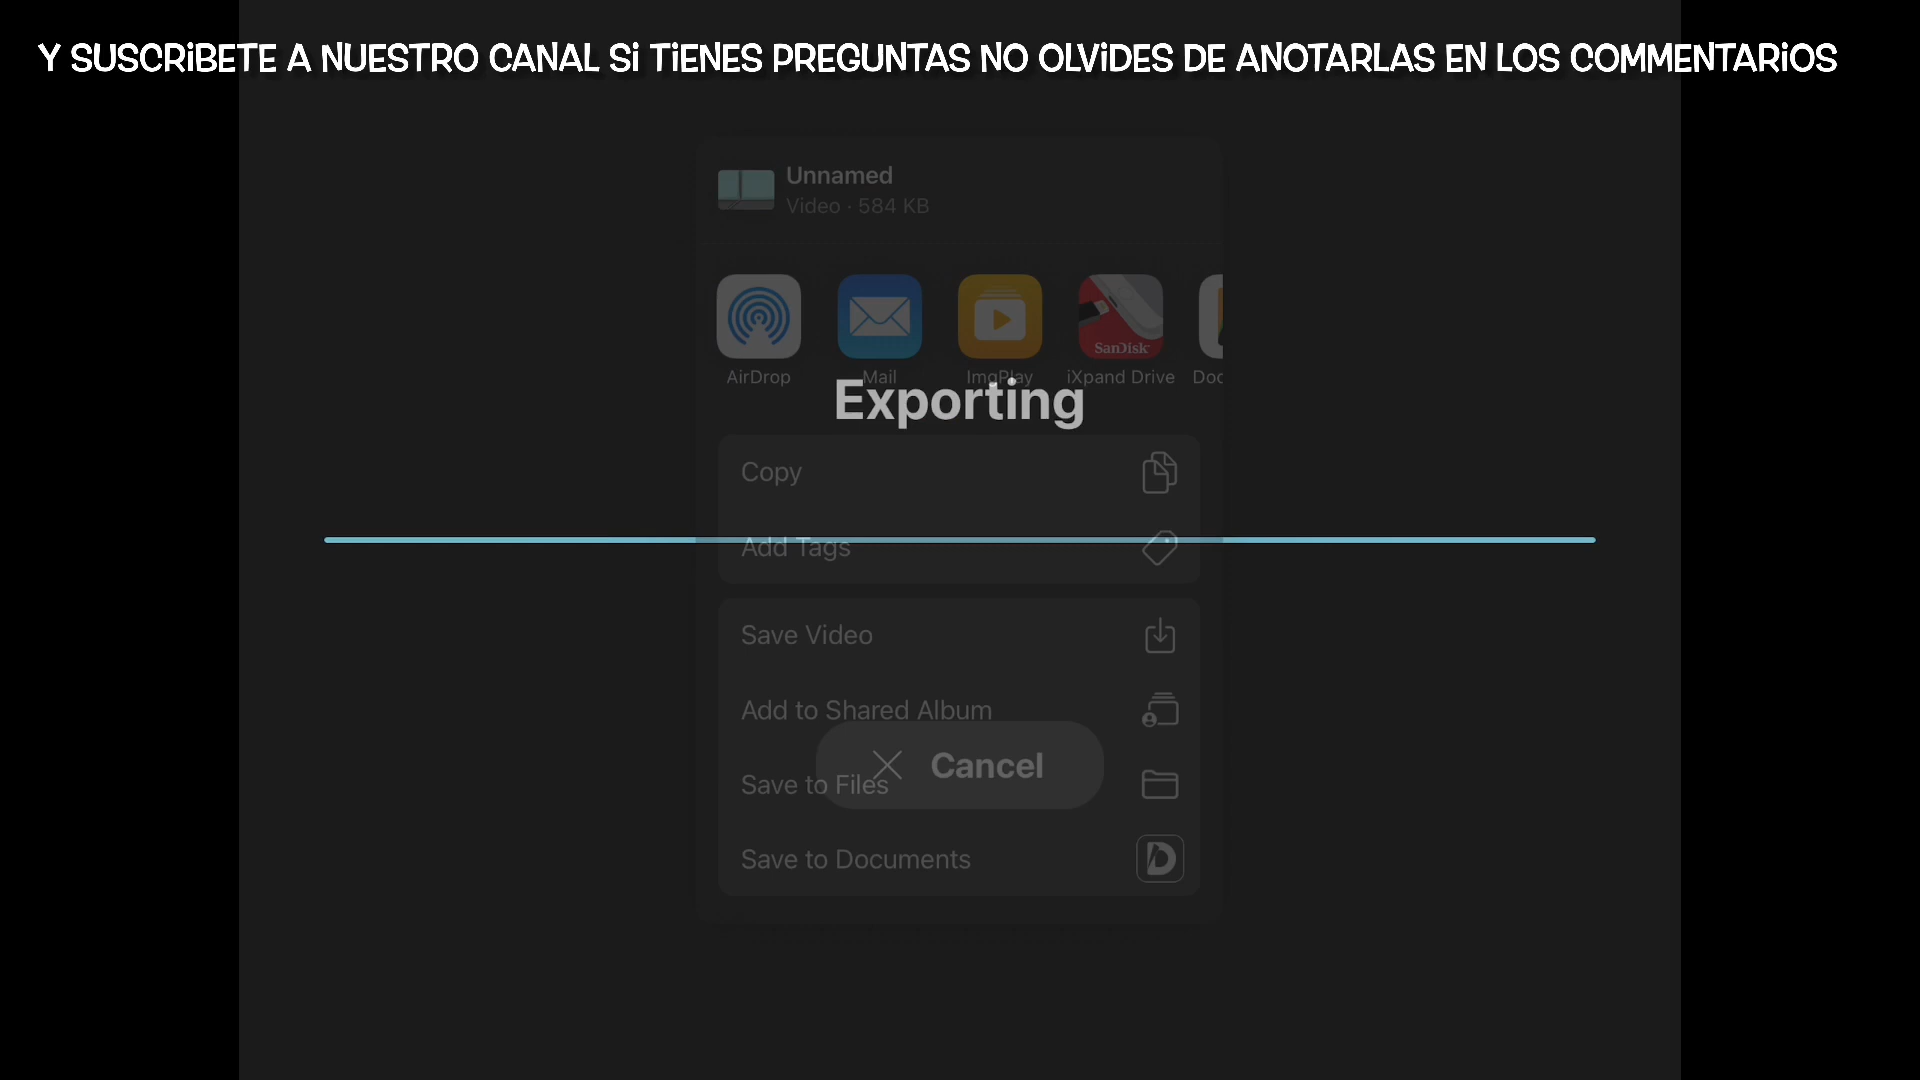 Y SUSCRiBETE A NUESTRO CANAL Si TiENES PREGUNTAS NO OLViDES DE ANOTARLAS EN LOS COMMENTARiOS
Unnamed
Video · 584 KB
SanDisk
AirDrop Mail ImgPlay iXpand Drive Doc
Exporting
Copy
Add Tags
Save Video
Add to Shared Album
Cancel
Save to Files
Save to Documents